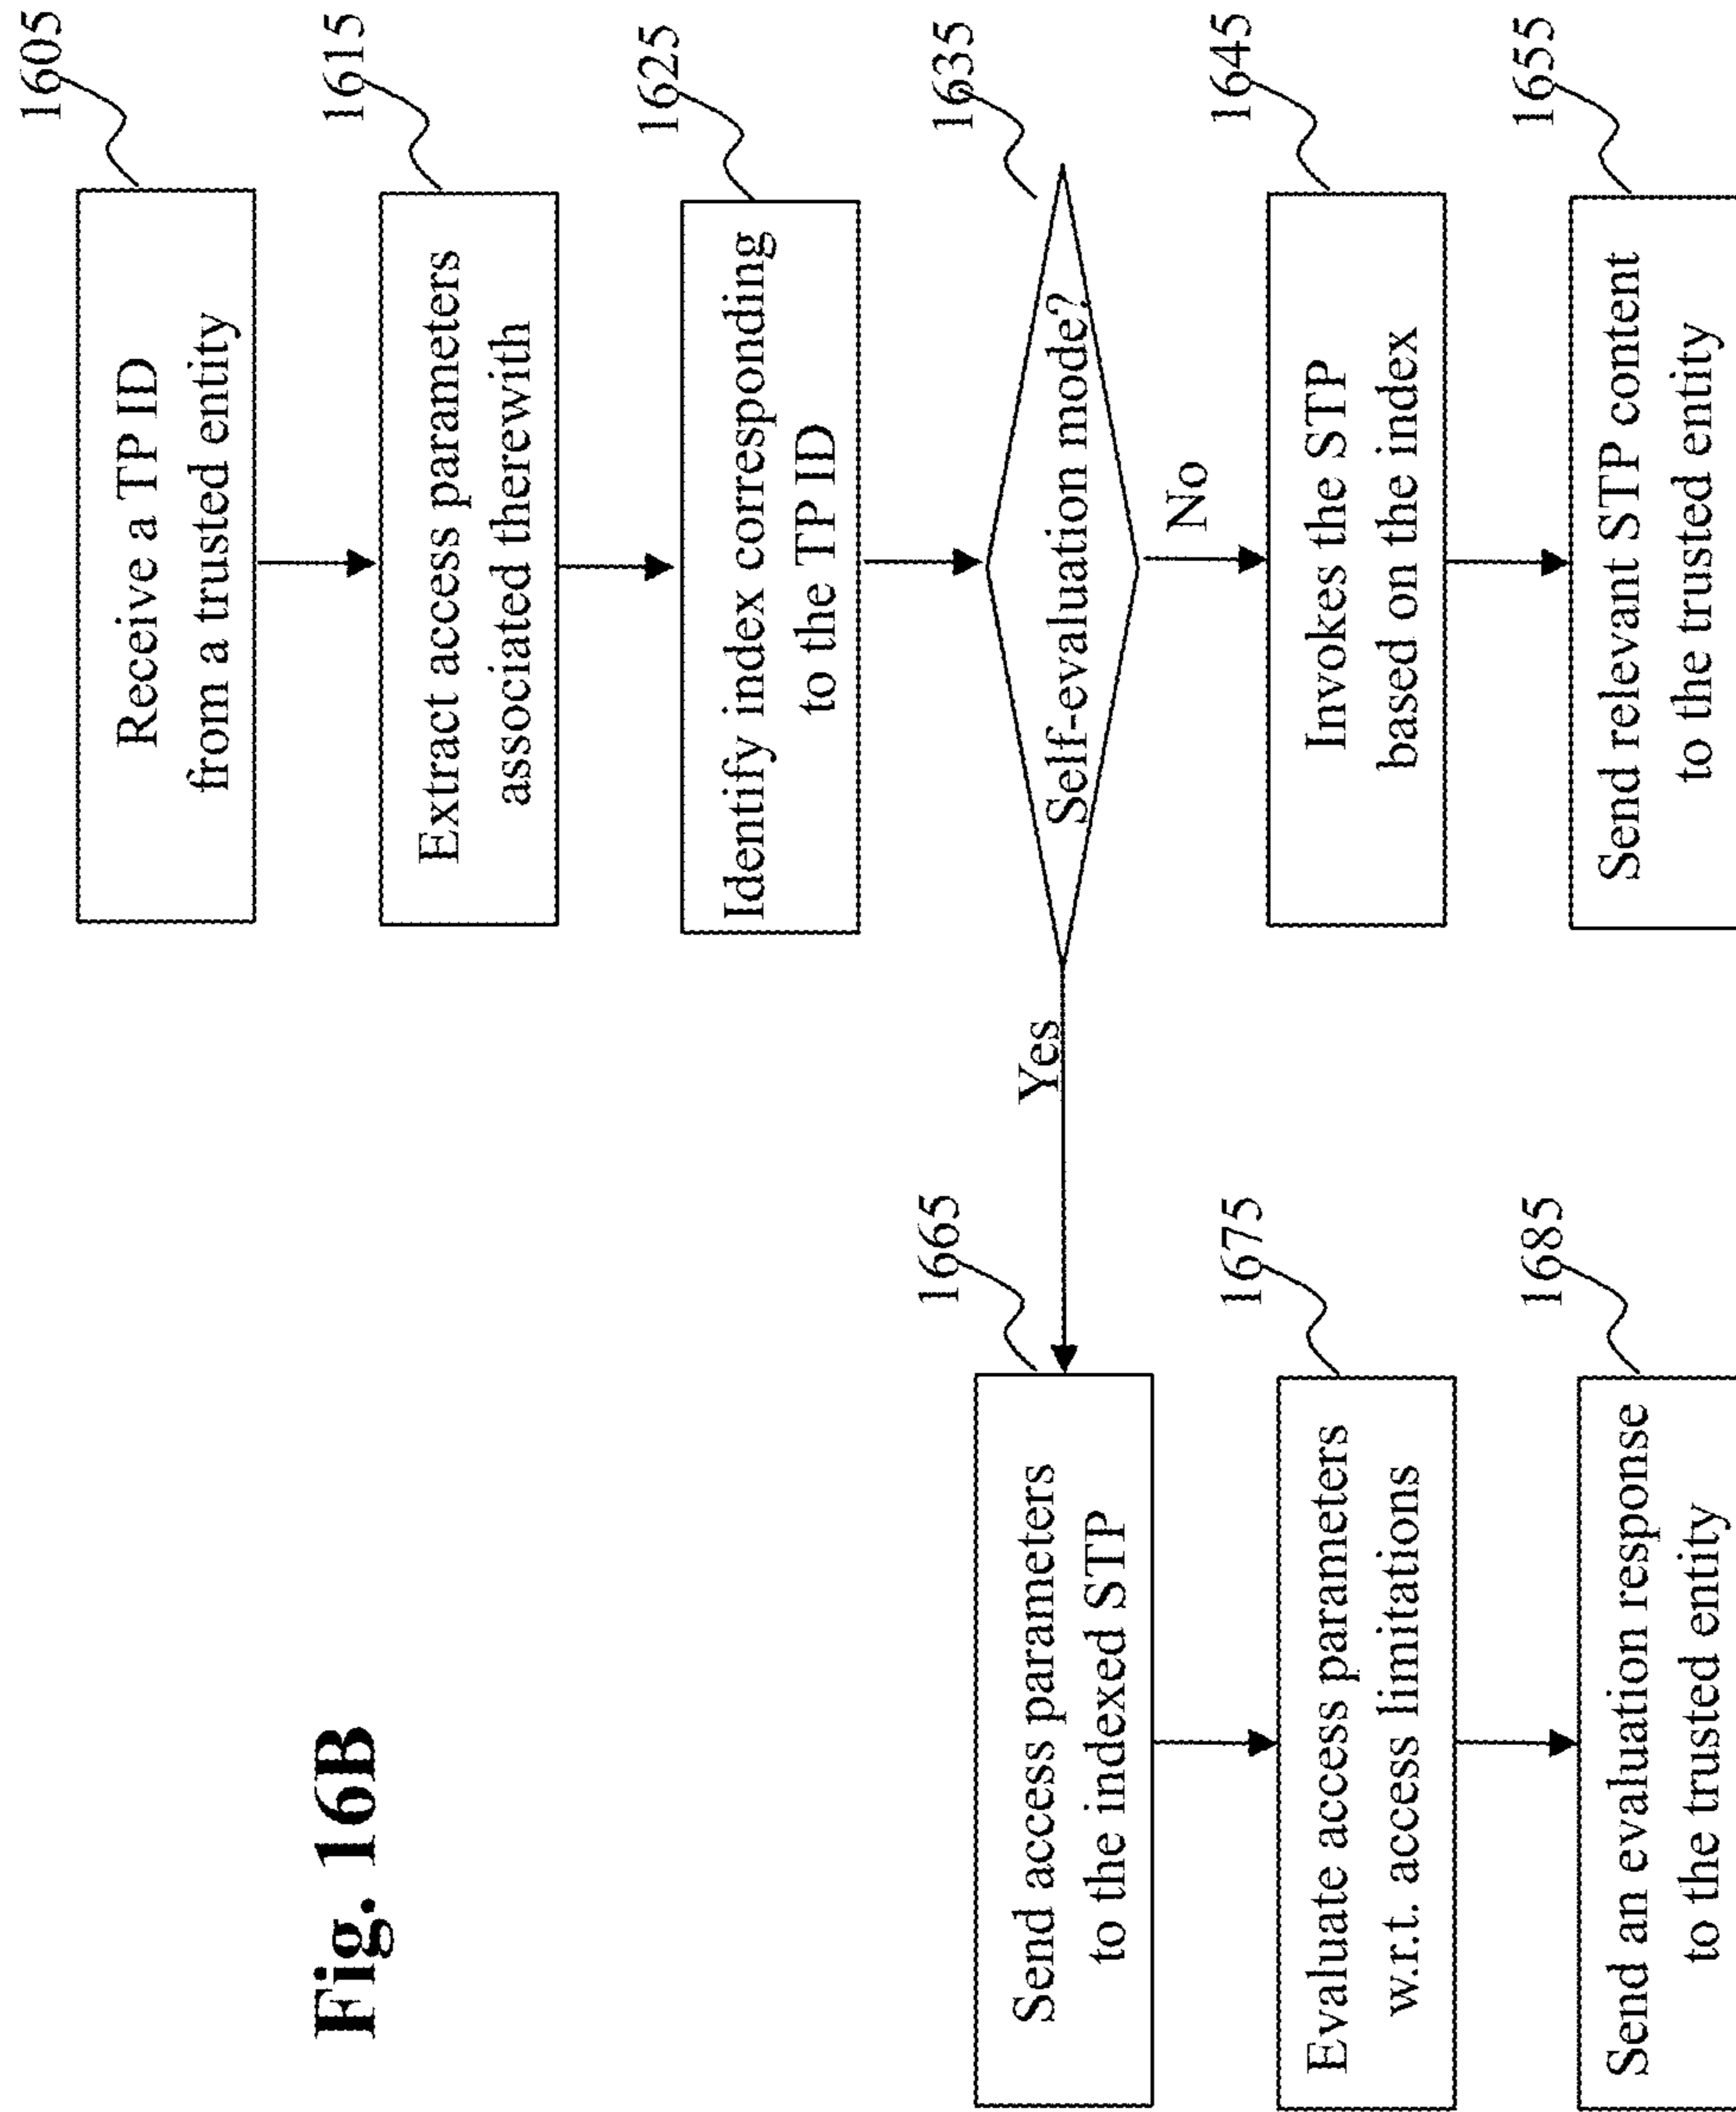 1605
Receive a TP ID
from a trusted entity
1615
Extract access parameters
associated therewith
1625
Identify index corresponding
to the TP ID
1635
Self-evaluation mode?
Yes
No
1645
Invokes the STP
based on the index
1655
Send relevant STP content
to the trusted entity
1665
Send access parameters
to the indexed STP
1675
Evaluate access parameters
w.r.t. access limitations
1685
Send an evaluation response
to the trusted entity
Fig. 16B